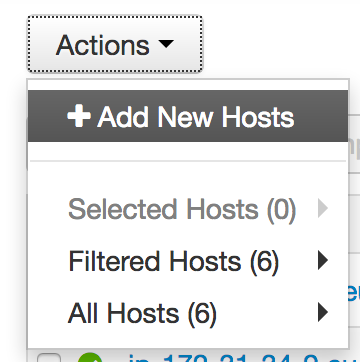 Actions
Add New Hosts
Selected Hosts (0)
Filtered Hosts (6)
All Hosts (6)